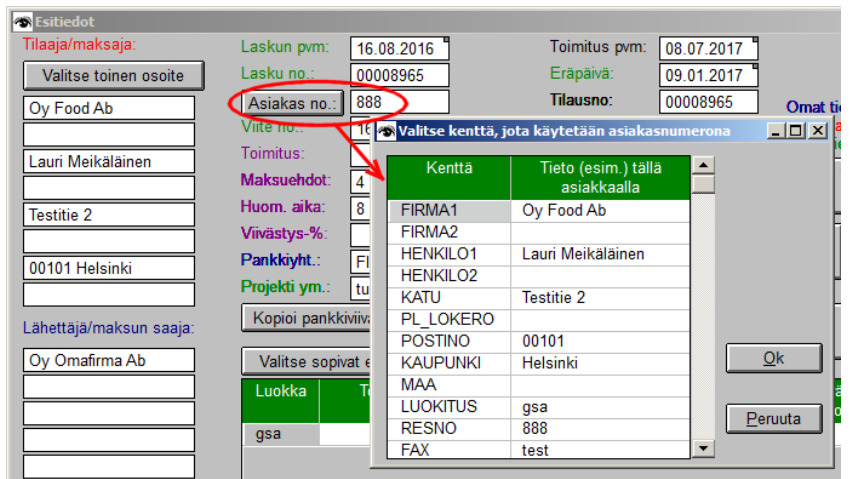 Esitiedot
Tilaaja/maksaja:
Valitse toinen osoite
Oy Food Ab
Lauri Meikäläinen
Testitie 2
00101 Helsinki
Lähettäjä/maksun saaja:
Oy Omafirma Ab
Laskun pvm: 16.08.2016 Toimitus pvm: 08.07.2017
Lasku no.: 00008965 Eräpäivä: 09.01.2017
Asiakas no.: 888 Tilausno: 00008965 Omat
Viite no.:
Toimitus:
Maksuehdot: 4
Huom. aika: 8
Viivästys-%:
Pankkiyht.:
Projekti ym.: tu
Kopioi
Valitse sopivat
Luokka
gsa
Valitse kenttä, jota käytetään asiakasnumerona
Kenttä Tieto (esim.) tällä
asiakkaalla
FIRMA1 Oy Food Ab
FIRMA2
HENKILO1 Lauri Meikäläinen
HENKILO2
KATU Testitie 2
PL_LOKERO
POSTINO 00101
KAUPUNKI Helsinki
MAA
LUOKITUS gsa
RESNO 888
FAX test
Ok
Peruuta